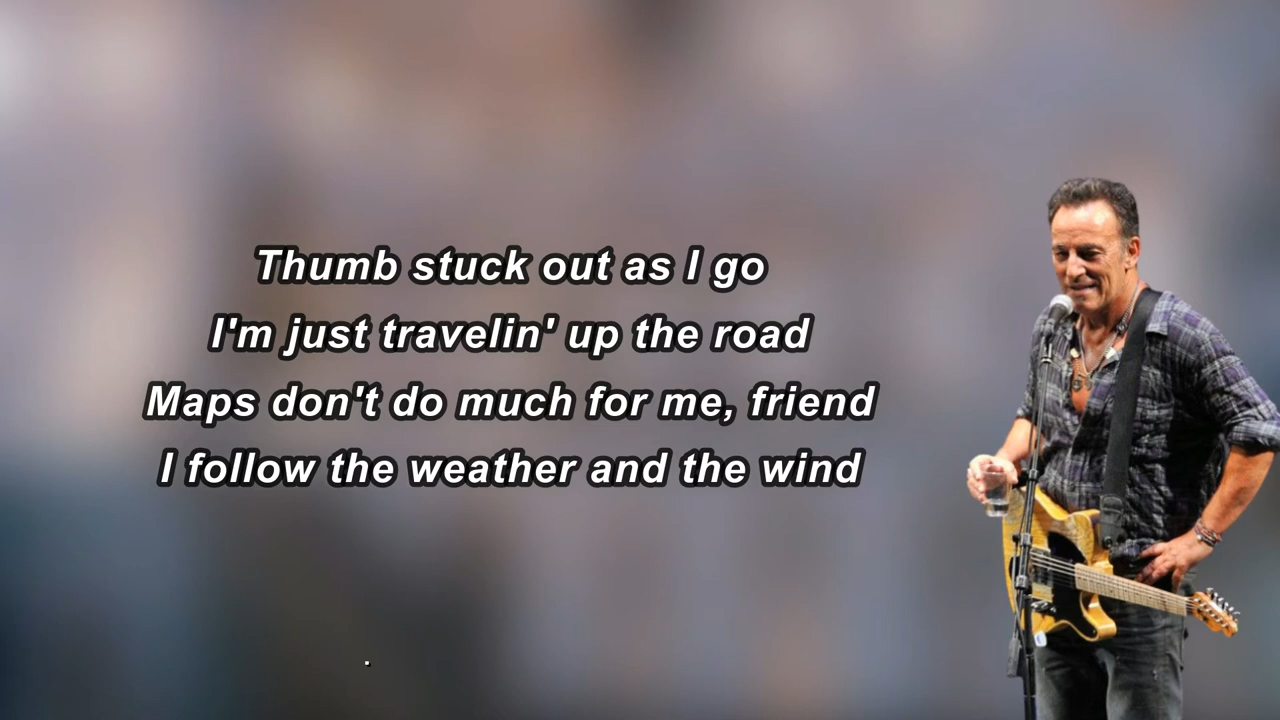 Thumb stuck out as I go
I'm just travelin' up the road
Maps don't do much for me, friend
I follow the weather and the wind